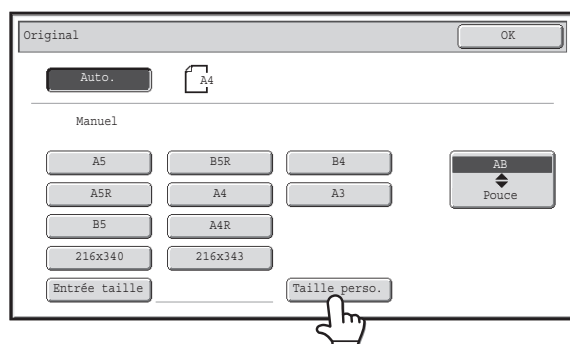 Original OK
Auto. A4
Manuel
A5 B5R B4 AB
A5R A4 A3 Pouce
B5 A4R
216x340 216x343
Entrée taille Taille perso.